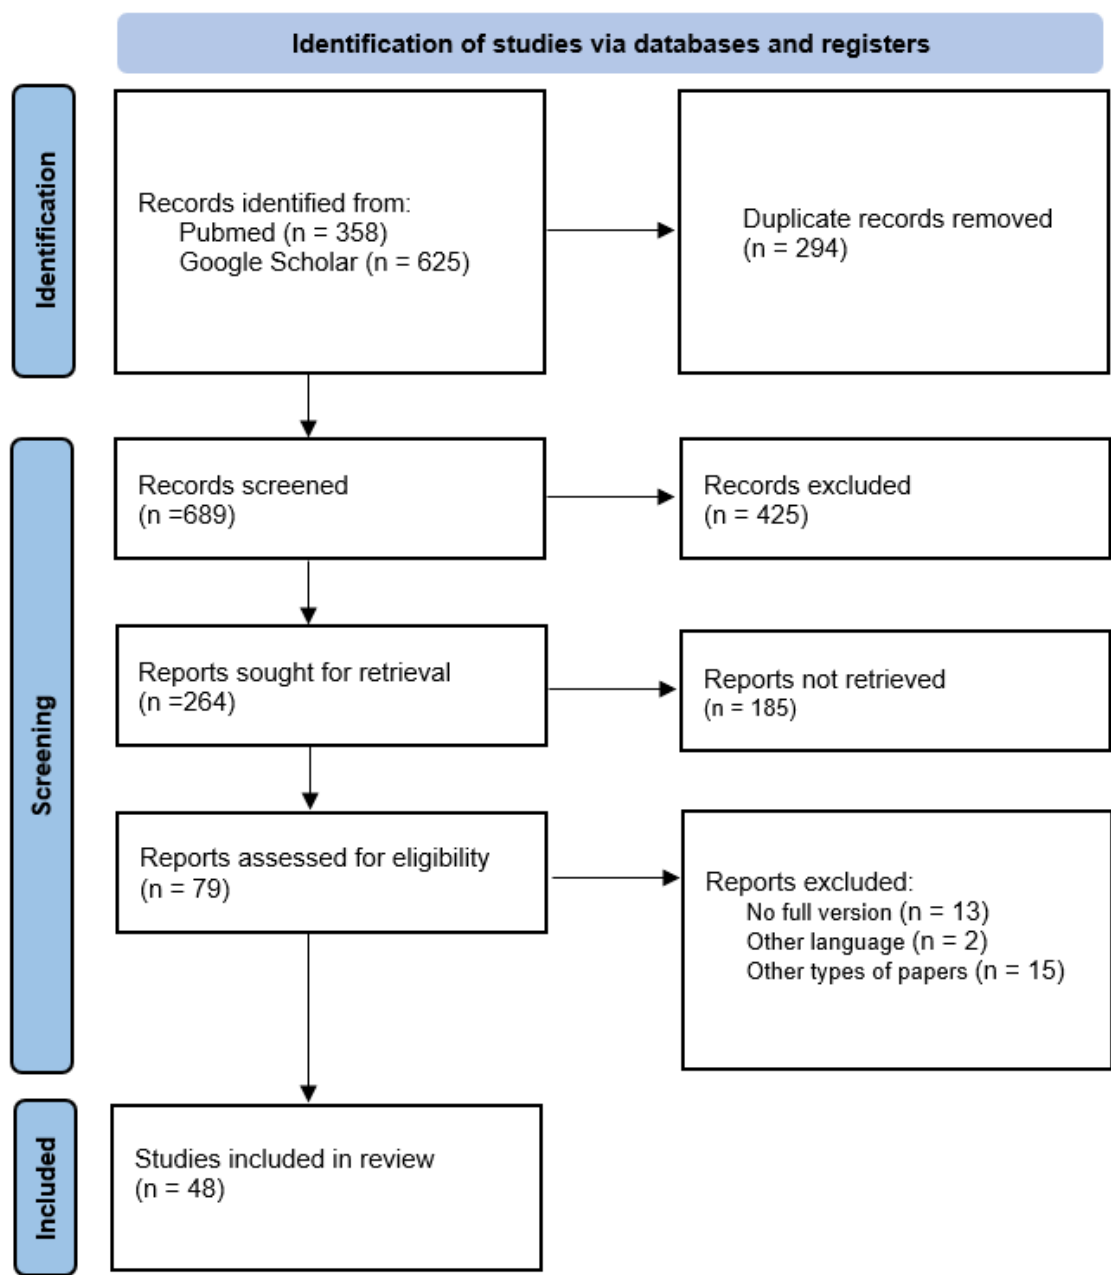 Identification of studies via databases and registers
Identification
Records identified from:
Pubmed (n = 358)
Google Scholar (n = 625)
Duplicate records removed
(n = 294)
Screening
Records screened
(n =689)
Records excluded
(n = 425)
Reports sought for retrieval
(n =264)
Reports not retrieved
(n = 185)
Reports assessed for eligibility
(n = 79)
Reports excluded:
No full version (n = 13)
Other language (n = 2)
Other types of papers (n = 15)
Included
Studies included in review
(n = 48)